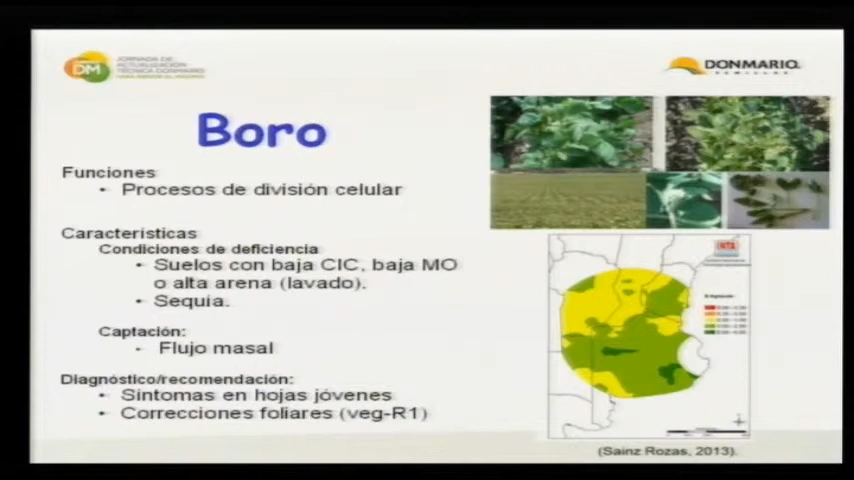 DM
JORNADA DE
ACTUALIZACIÓN
TÉCNICA DONMARIO
DONMARIO
SEMILLAS
Boro
Funciones
• Procesos de división celular
Características
Condiciones de deficiencia
• Suelos con baja CIC, baja MO
o alta arena (lavado).
• Sequía.
Captación:
• Flujo masal
Diagnóstico/recomendación:
• Síntomas en hojas jóvenes
• Correcciones foliares (veg-R1)
INTA
(Sainz Rozas, 2013).